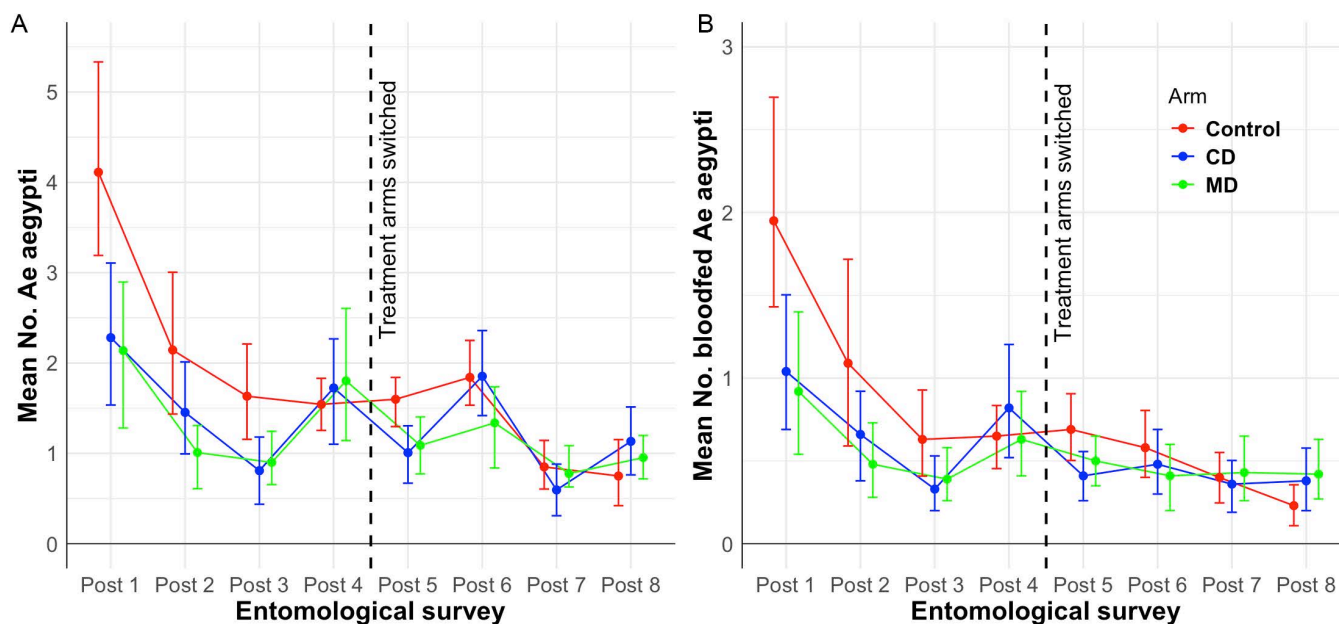 A
Mean No. Ae aegypti
5
4
3
2
1
0
Treatment arms switched
Post 1 Post 2 Post 3 Post 4 Post 5 Post 6 Post 7 Post 8
Entomological survey
B
Mean No. bloodfed Ae aegypti
3
2
1
0
Treatment arms switched
Arm
Control
CD
MD
Post 1 Post 2 Post 3 Post 4 Post 5 Post 6 Post 7 Post 8
Entomological survey